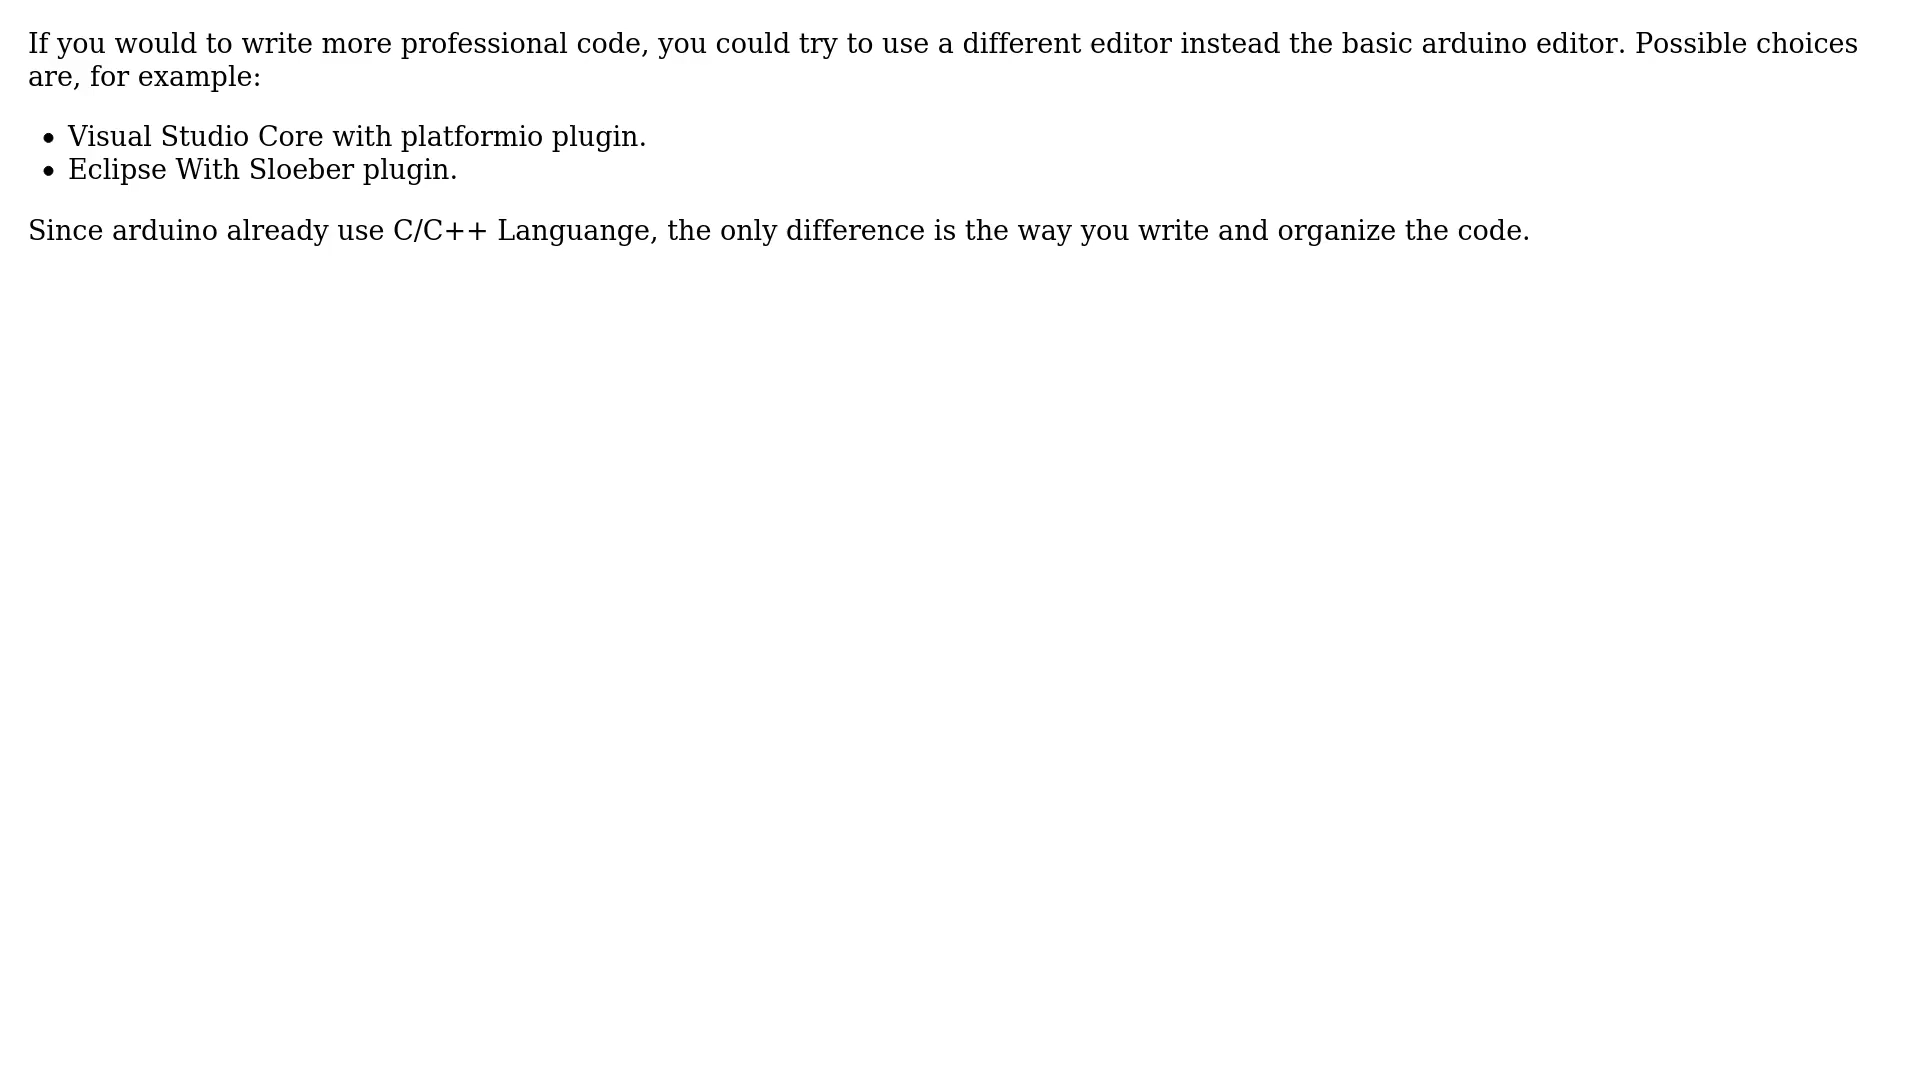 If you would to write more professional code, you could try to use a different editor instead the basic arduino editor. Possible choices
are, for example:
• Visual Studio Core with platformio plugin.
• Eclipse With Sloeber plugin.
Since arduino already use C/C++ Languange, the only difference is the way you write and organize the code.